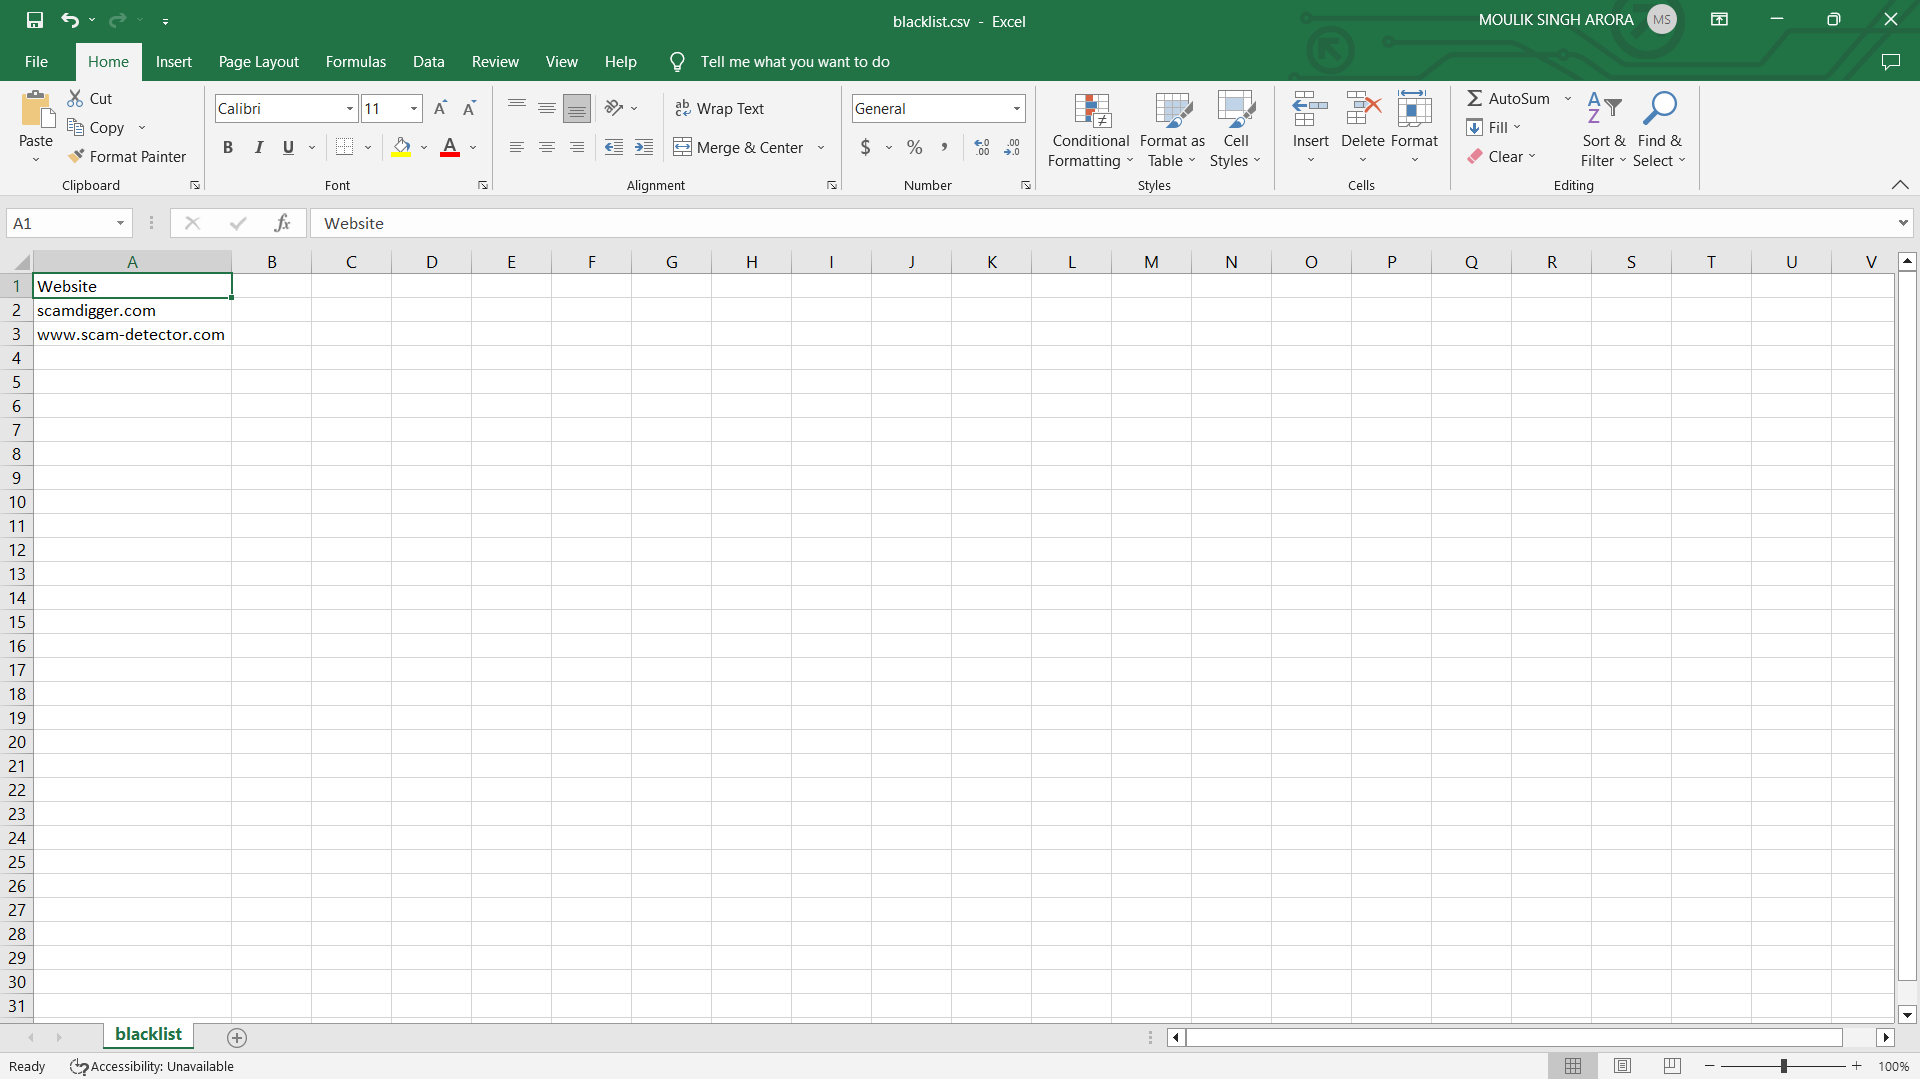 blacklist.csv - Excel
MOULIK SINGH ARORA MS
File Home Insert Page Layout Formulas Data Review View Help Tell me what you want to do
Paste
Cut
Copy
Format Painter
Clipboard
Calibri 11
B I U A
Font
ab Wrap Text
Merge & Center
Alignment
General
$ % ,
Number
Conditional Formatting
Format as Table
Cell Styles
Styles
Insert Delete Format
Cells
AutoSum
Fill
Clear
Sort & Filter
Find & Select
Editing
A1 fx Website
A B C D E F G H I J K L M N O P Q R S T U V
1 Website
2 scamdigger.com
3 www.scam-detector.com
4
5
6
7
8
9
10
11
12
13
14
15
16
17
18
19
20
21
22
23
24
25
26
27
28
29
30
31
blacklist
Ready Accessibility: Unavailable 100%